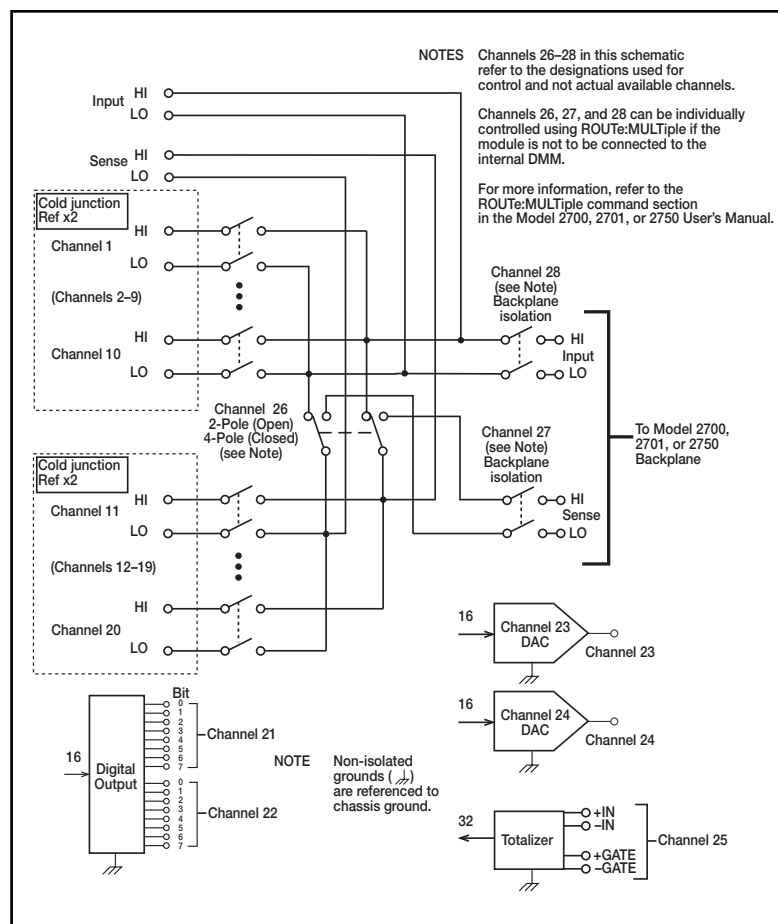 NOTES Channels 26–28 in this schematic
refer to the designations used for
control and not actual available channels.
Channels 26, 27, and 28 can be individually
controlled using ROUTe:MULTiple if the
module is not to be connected to the
internal DMM.
For more information, refer to the
ROUTe:MULTiple command section
in the Model 2700, 2701, or 2750 User's Manual.
Input HI
LO
Sense HI
LO
Cold junction
Ref x2
Channel 1 HI
LO
(Channels 2–9)
Channel 10 HI
LO
Channel 28
(see Note)
Backplane
isolation
HI
Input
LO
Channel 26
2-Pole (Open)
4-Pole (Closed)
(see Note)
Channel 27
(see Note)
Backplane
isolation
HI
Sense
LO
To Model 2700,
2701, or 2750
Backplane
Cold junction
Ref x2
Channel 11 HI
LO
(Channels 12–19)
Channel 20 HI
LO
16
Channel 23
DAC
Channel 23
16
Channel 24
DAC
Channel 24
16
Digital
Output
Bit
0
1
2
3
4
5
6
7
Channel 21
0
1
2
3
4
5
6
7
Channel 22
NOTE Non-isolated
grounds ( )
are referenced to
chassis ground.
32
Totalizer
+IN
–IN
+GATE
–GATE
Channel 25